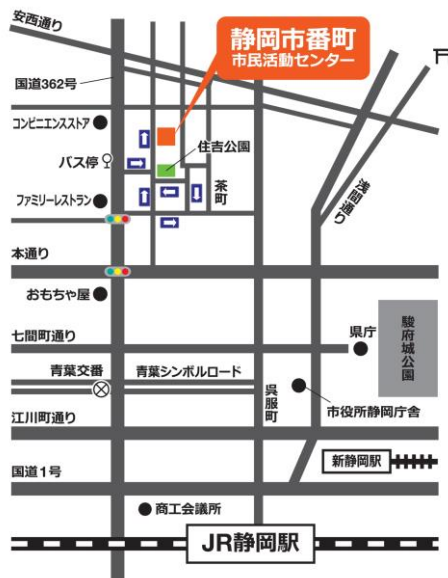 安西通り
静岡市番町
市民活動センター
国道362号
コンビニエンスストア
住吉公園
バス停
茶町
ファミリーレストラン
浅間通り
本通り
おもちゃ屋
駿府城公園
七間町通り
県庁
青葉交番
青葉シンボルロード
呉服町
市役所静岡庁舎
江川町通り
新静岡駅
国道1号
商工会議所
JR静岡駅